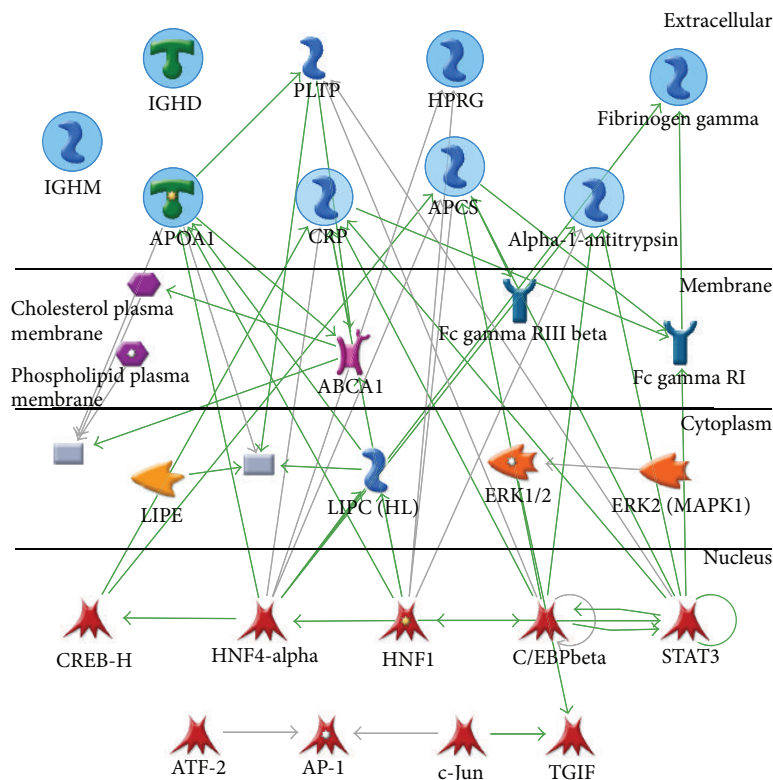 Extracellular
IGHD
PLTP
HPRG
Fibrinogen gamma
IGHM
APOA1
CRP
APCS
Alpha-1-antitrypsin
Membrane
Cholesterol plasma
membrane
Fc gamma RIII beta
Phospholipid plasma
membrane
ABCA1
Fc gamma RI
Cytoplasm
LIPE
LIPC (HL)
ERK1/2
ERK2 (MAPK1)
Nucleus
CREB-H
HNF4-alpha
HNF1
C/EBPbeta
STAT3
ATF-2
AP-1
c-Jun
TGIF